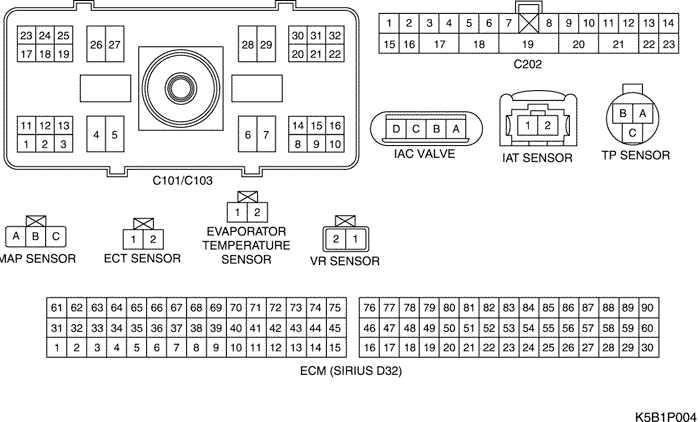 23 24 25 26 27 28 29 30 31 32
17 18 19 20 21 22
11 12 13 4 5 6 7 14 15 16
1 2 3 8 9 10
C101/C103
1 2 3 4 5 6 7 8 9 10 11 12 13 14
15 16 17 18 19 20 21 22 23
C202
D C B A
IAC VALVE
1 2
IAT SENSOR
B A
C
TP SENSOR
A B C
MAP SENSOR
1 2
ECT SENSOR
1 2
EVAPORATOR
TEMPERATURE
SENSOR
2 1
VR SENSOR
61 62 63 64 65 66 67 68 69 70 71 72 73 74 75 76 77 78 79 80 81 82 83 84 85 86 87 88 89 90
31 32 33 34 35 36 37 38 39 40 41 42 43 44 45 46 47 48 49 50 51 52 53 54 55 56 57 58 59 60
1 2 3 4 5 6 7 8 9 10 11 12 13 14 15 16 17 18 19 20 21 22 23 24 25 26 27 28 29 30
ECM (SIRIUS D32)
K5B1P004